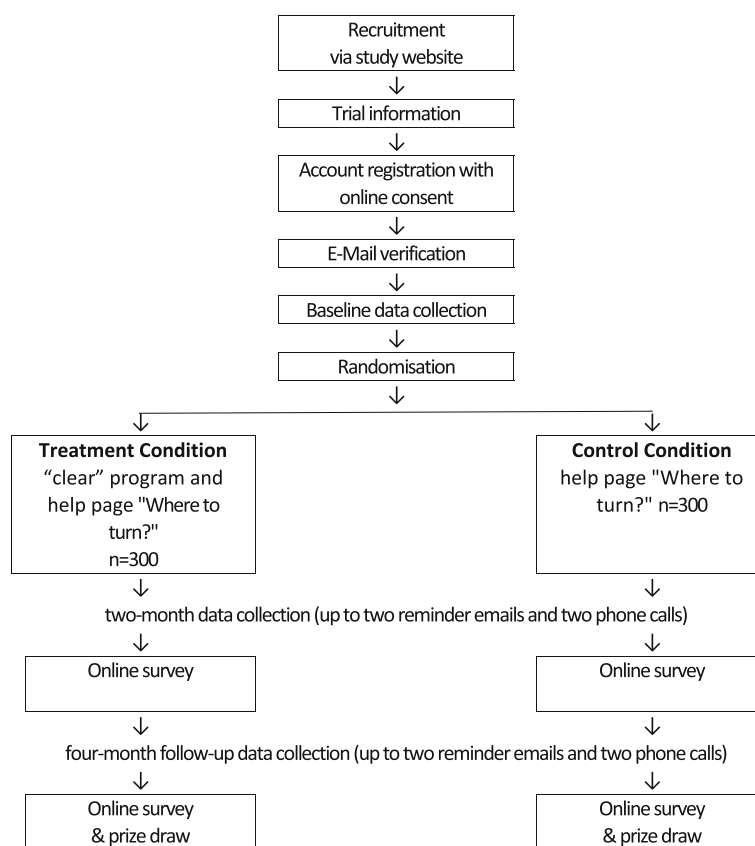 Recruitment
via study website
Trial information
Account registration with
online consent
E-Mail verification
Baseline data collection
Randomisation
Treatment Condition
“clear” program and
help page "Where to
turn?"
n=300
Control Condition
help page "Where to
turn?" n=300
two-month data collection (up to two reminder emails and two phone calls)
Online survey
Online survey
four-month follow-up data collection (up to two reminder emails and two phone calls)
Online survey
& prize draw
Online survey
& prize draw